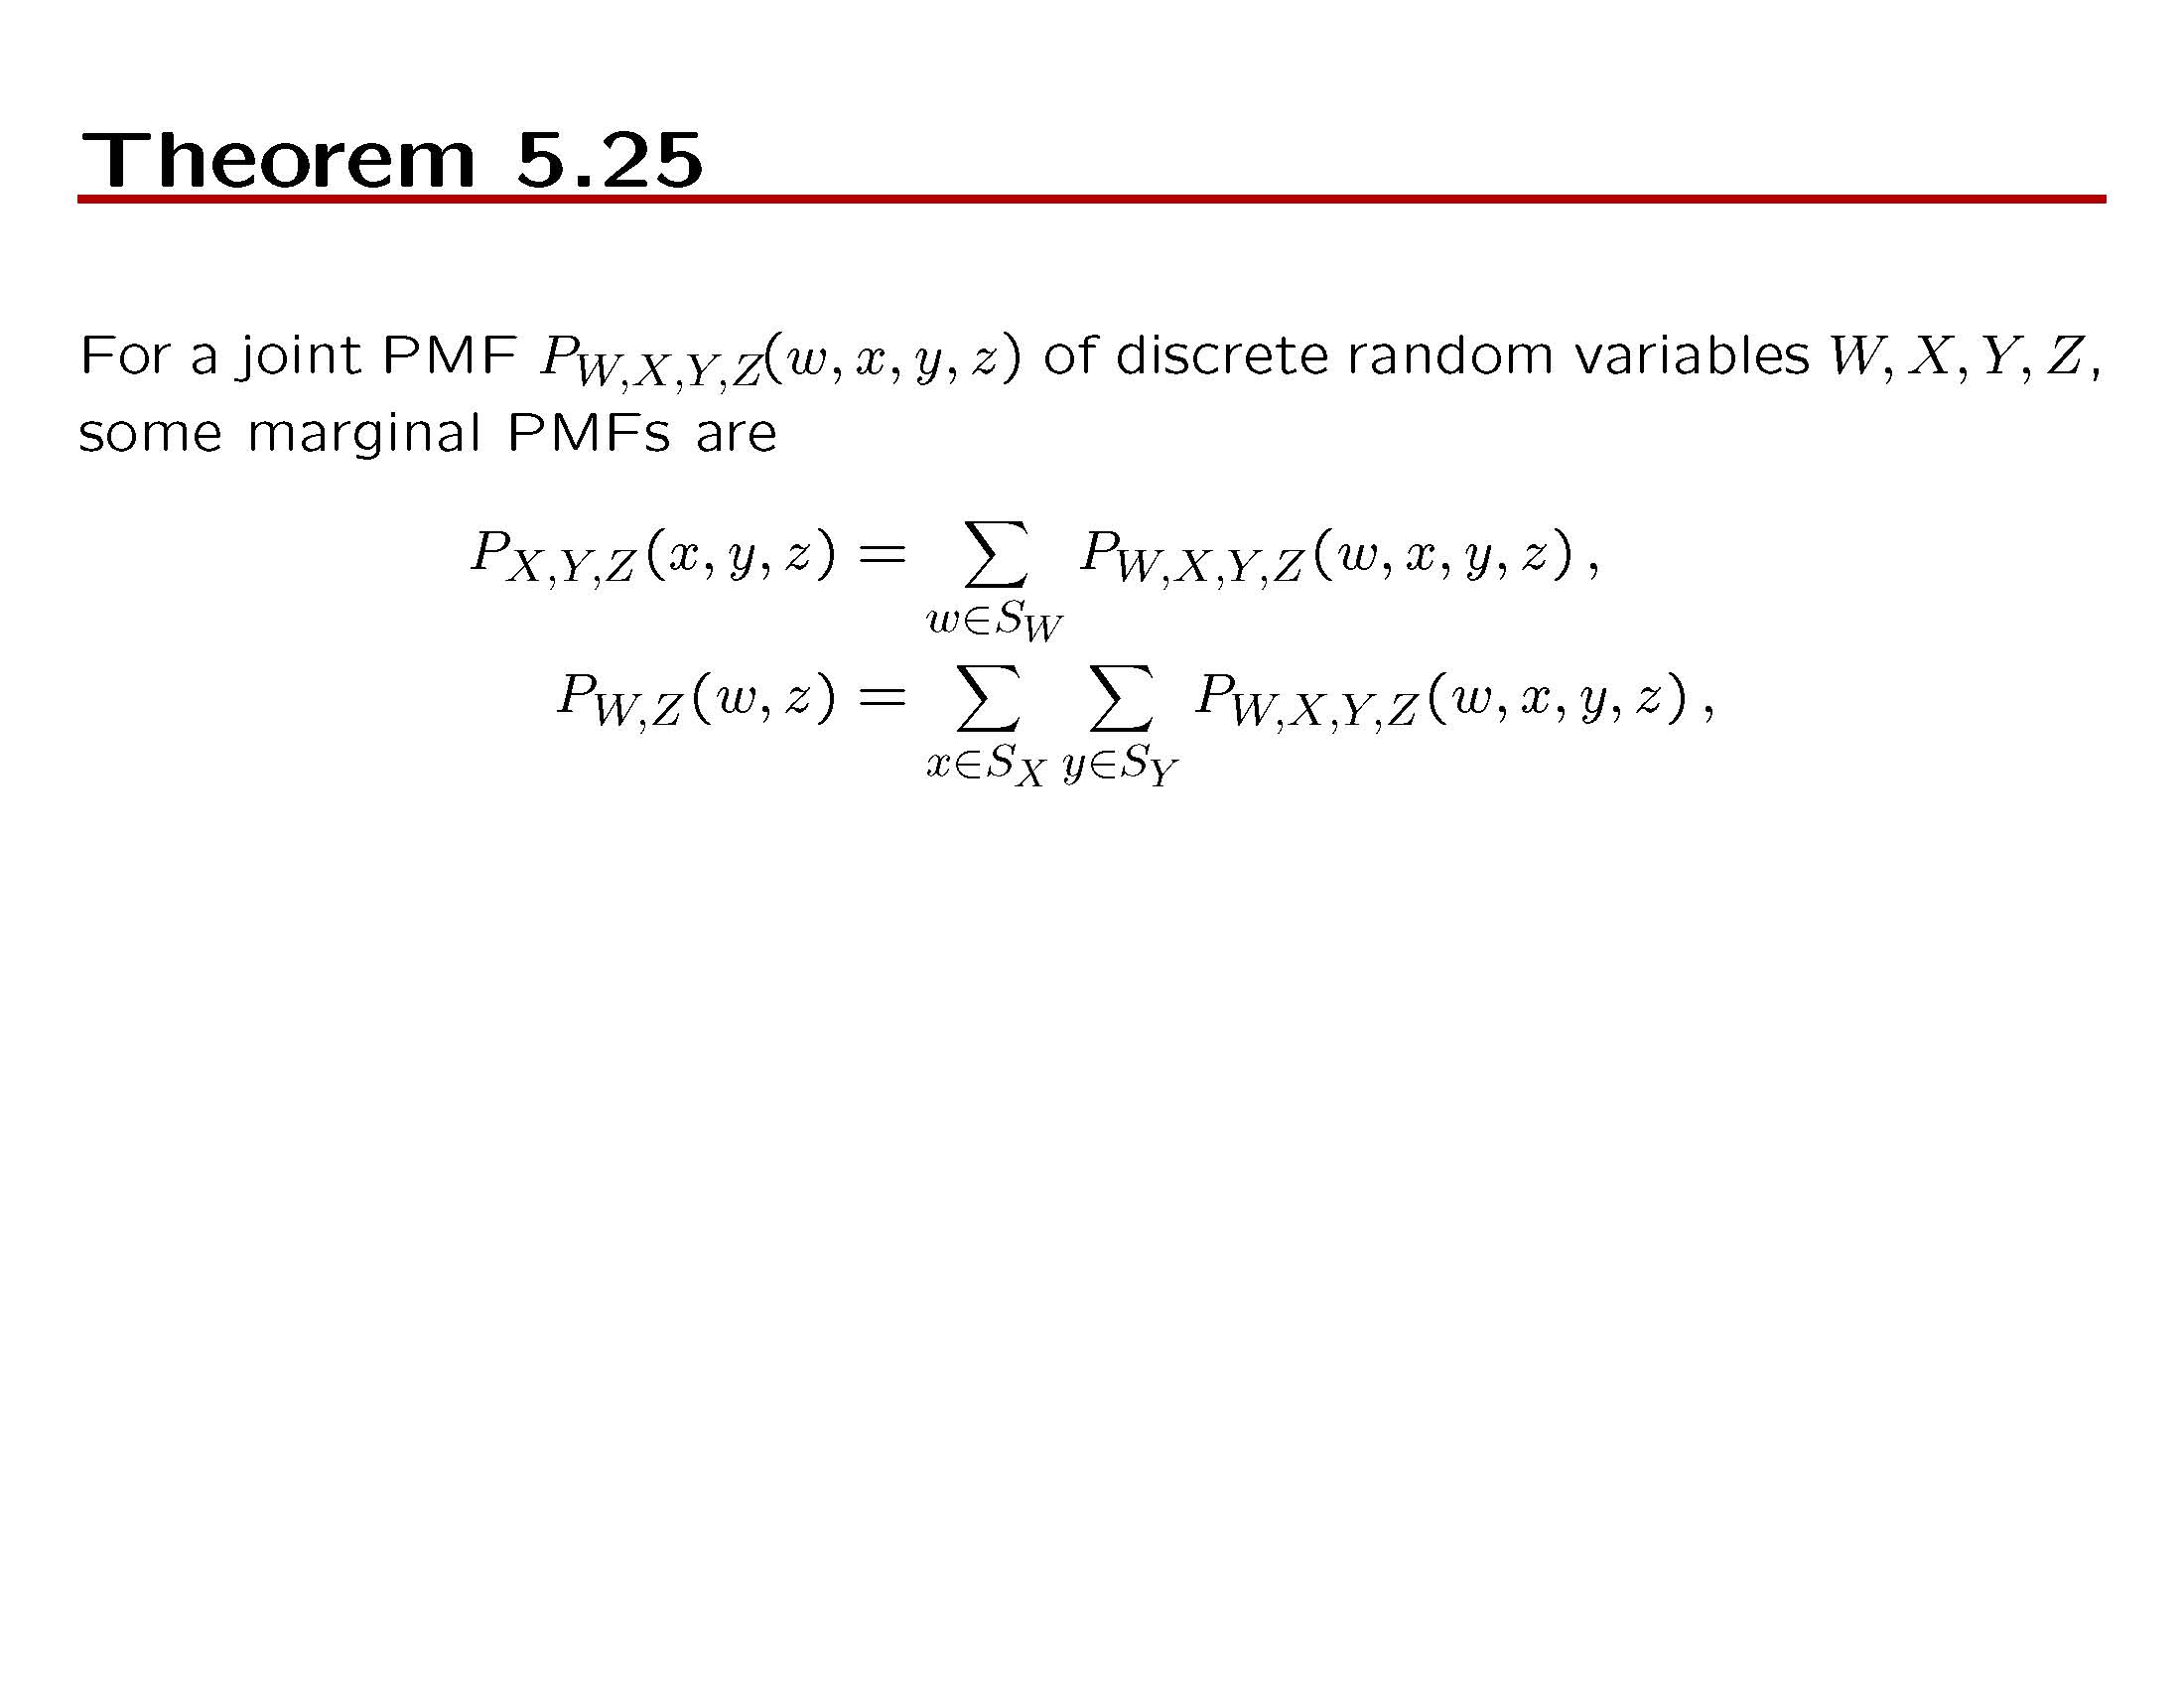 Theorem 5.25
For a joint PMF $P_{W,X,Y,Z}(w, x, y, z)$ of discrete random variables $W, X, Y, Z$,
some marginal PMFs are
$P_{X,Y,Z}(x, y, z) = \sum_{w \in S_W} P_{W,X,Y,Z}(w, x, y, z)\,,$
$P_{W,Z}(w, z) = \sum_{x \in S_X} \sum_{y \in S_Y} P_{W,X,Y,Z}(w, x, y, z)\,,$